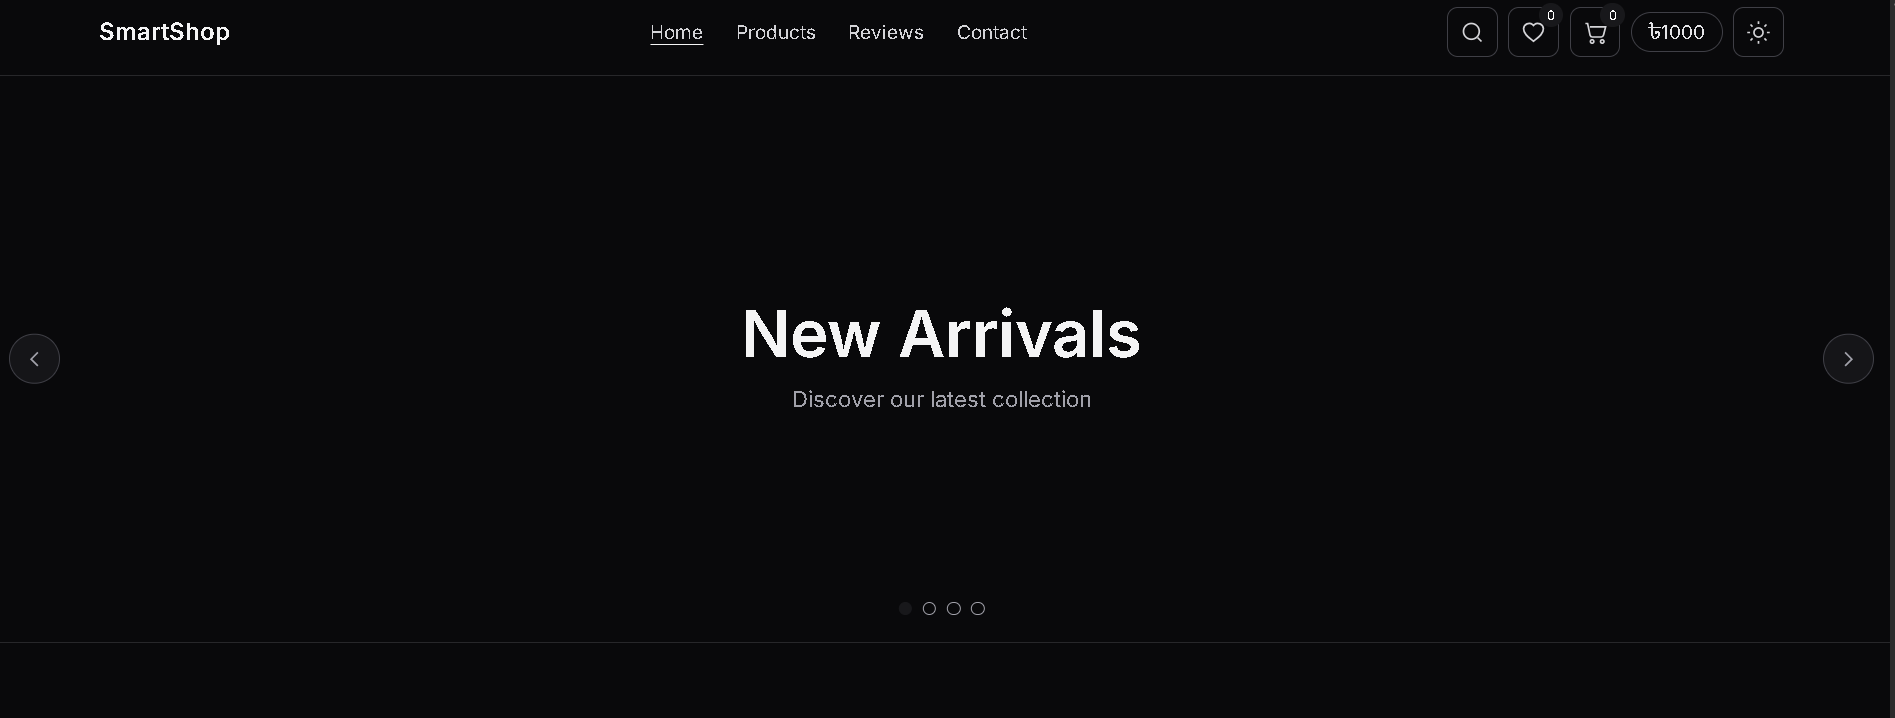 SmartShop
Home Products Reviews Contact
0 0 ৳1000
New Arrivals
Discover our latest collection